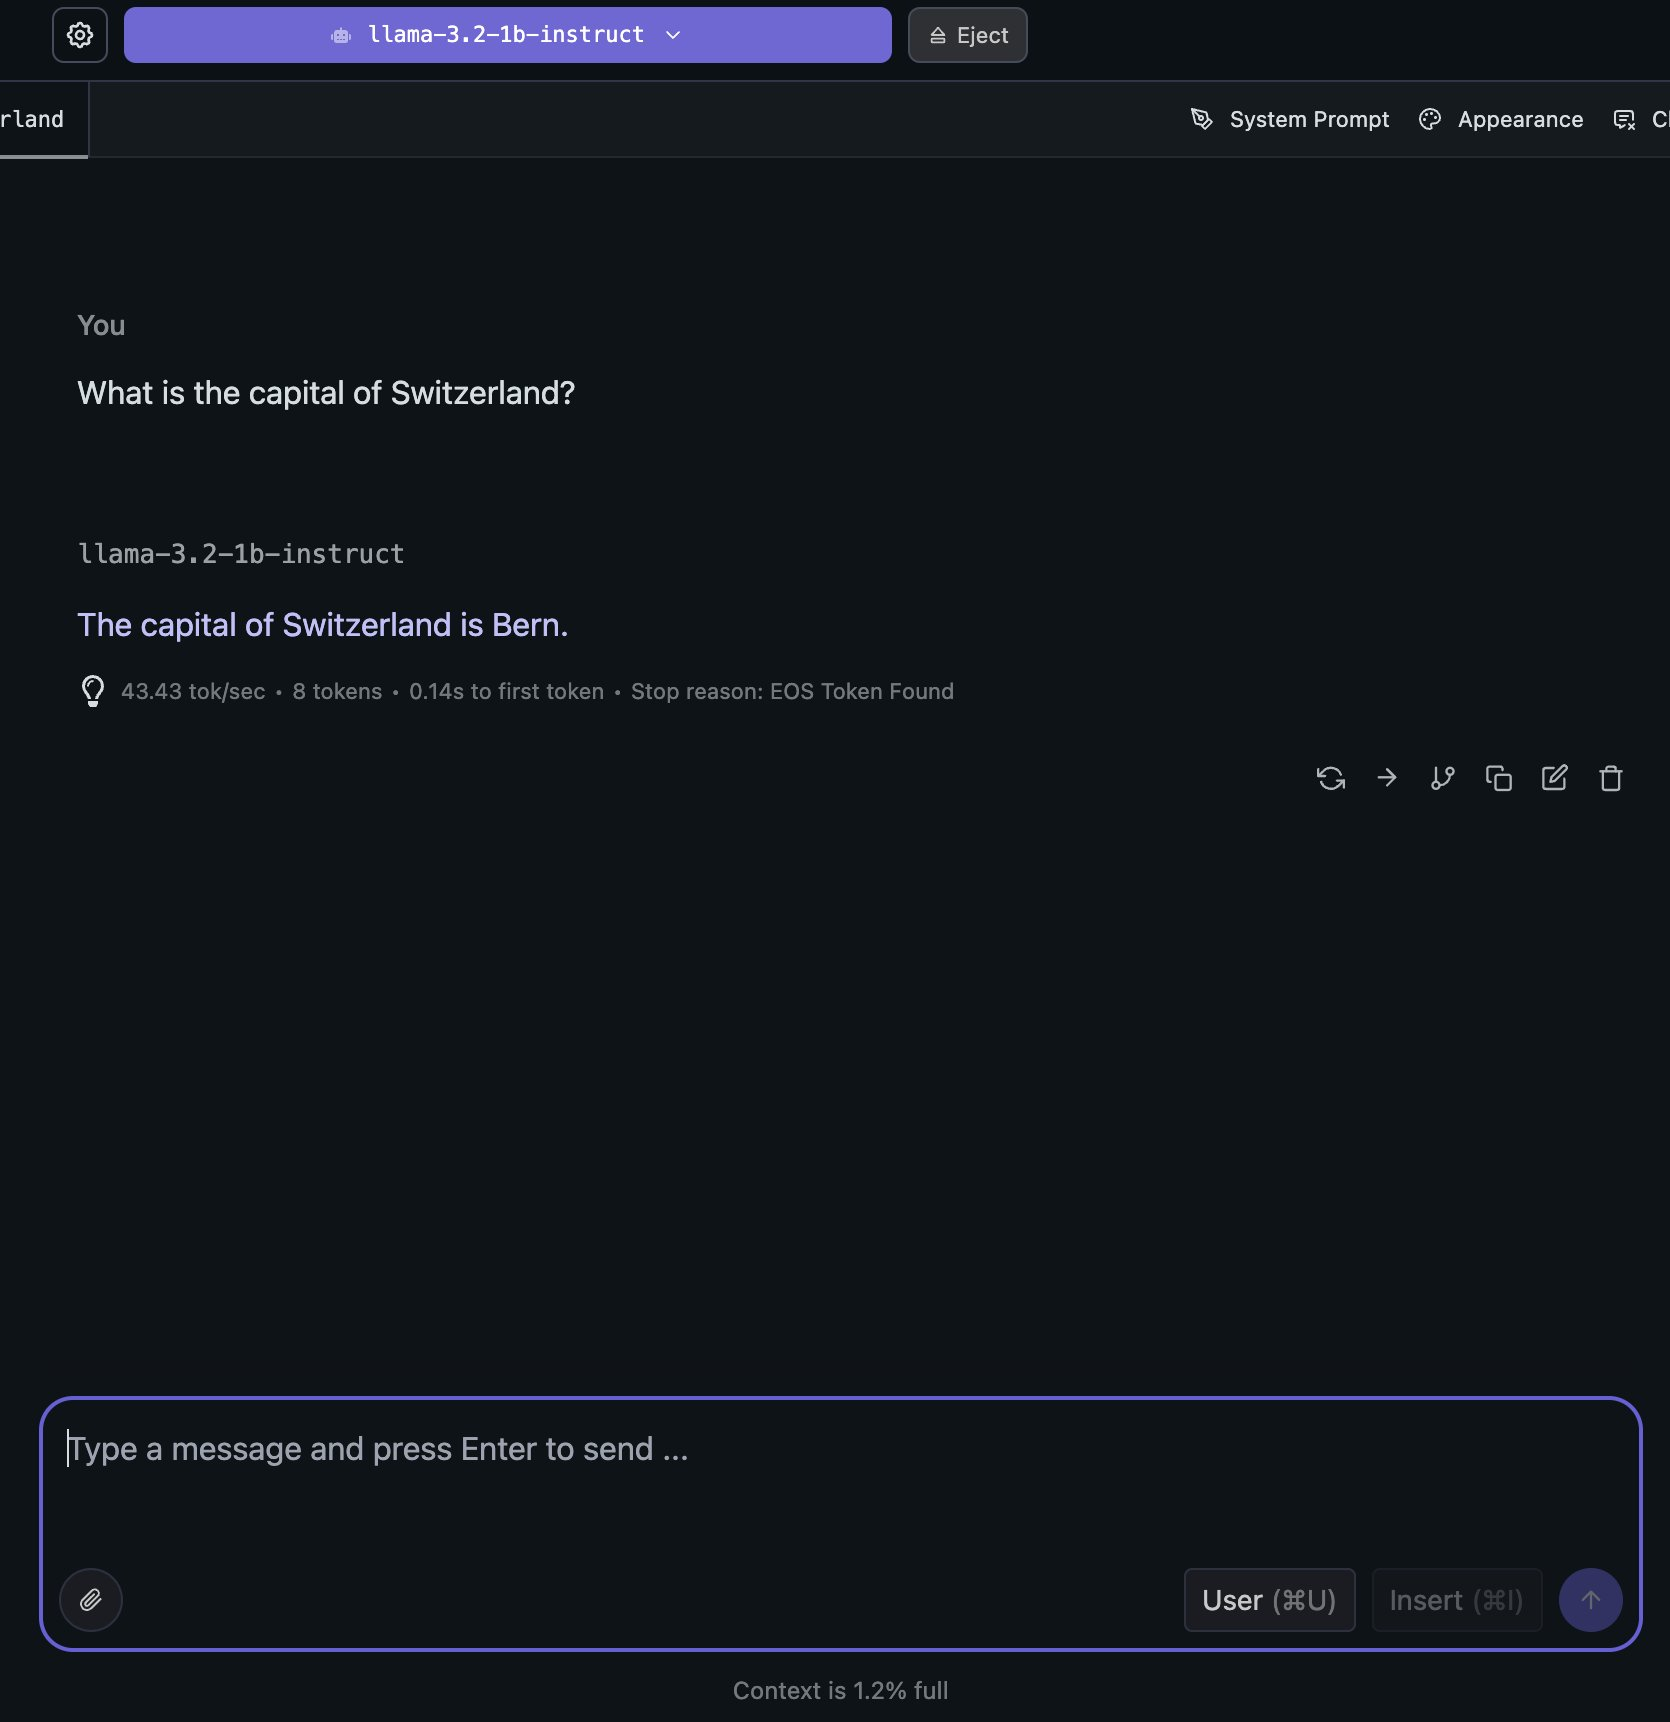 llama-3.2-1b-instruct
Eject
rland
System Prompt
Appearance
You
What is the capital of Switzerland?
llama-3.2-1b-instruct
The capital of Switzerland is Bern.
43.43 tok/sec • 8 tokens • 0.14s to first token • Stop reason: EOS Token Found
Type a message and press Enter to send ...
User (⌘U)
Insert (⌘I)
Context is 1.2% full